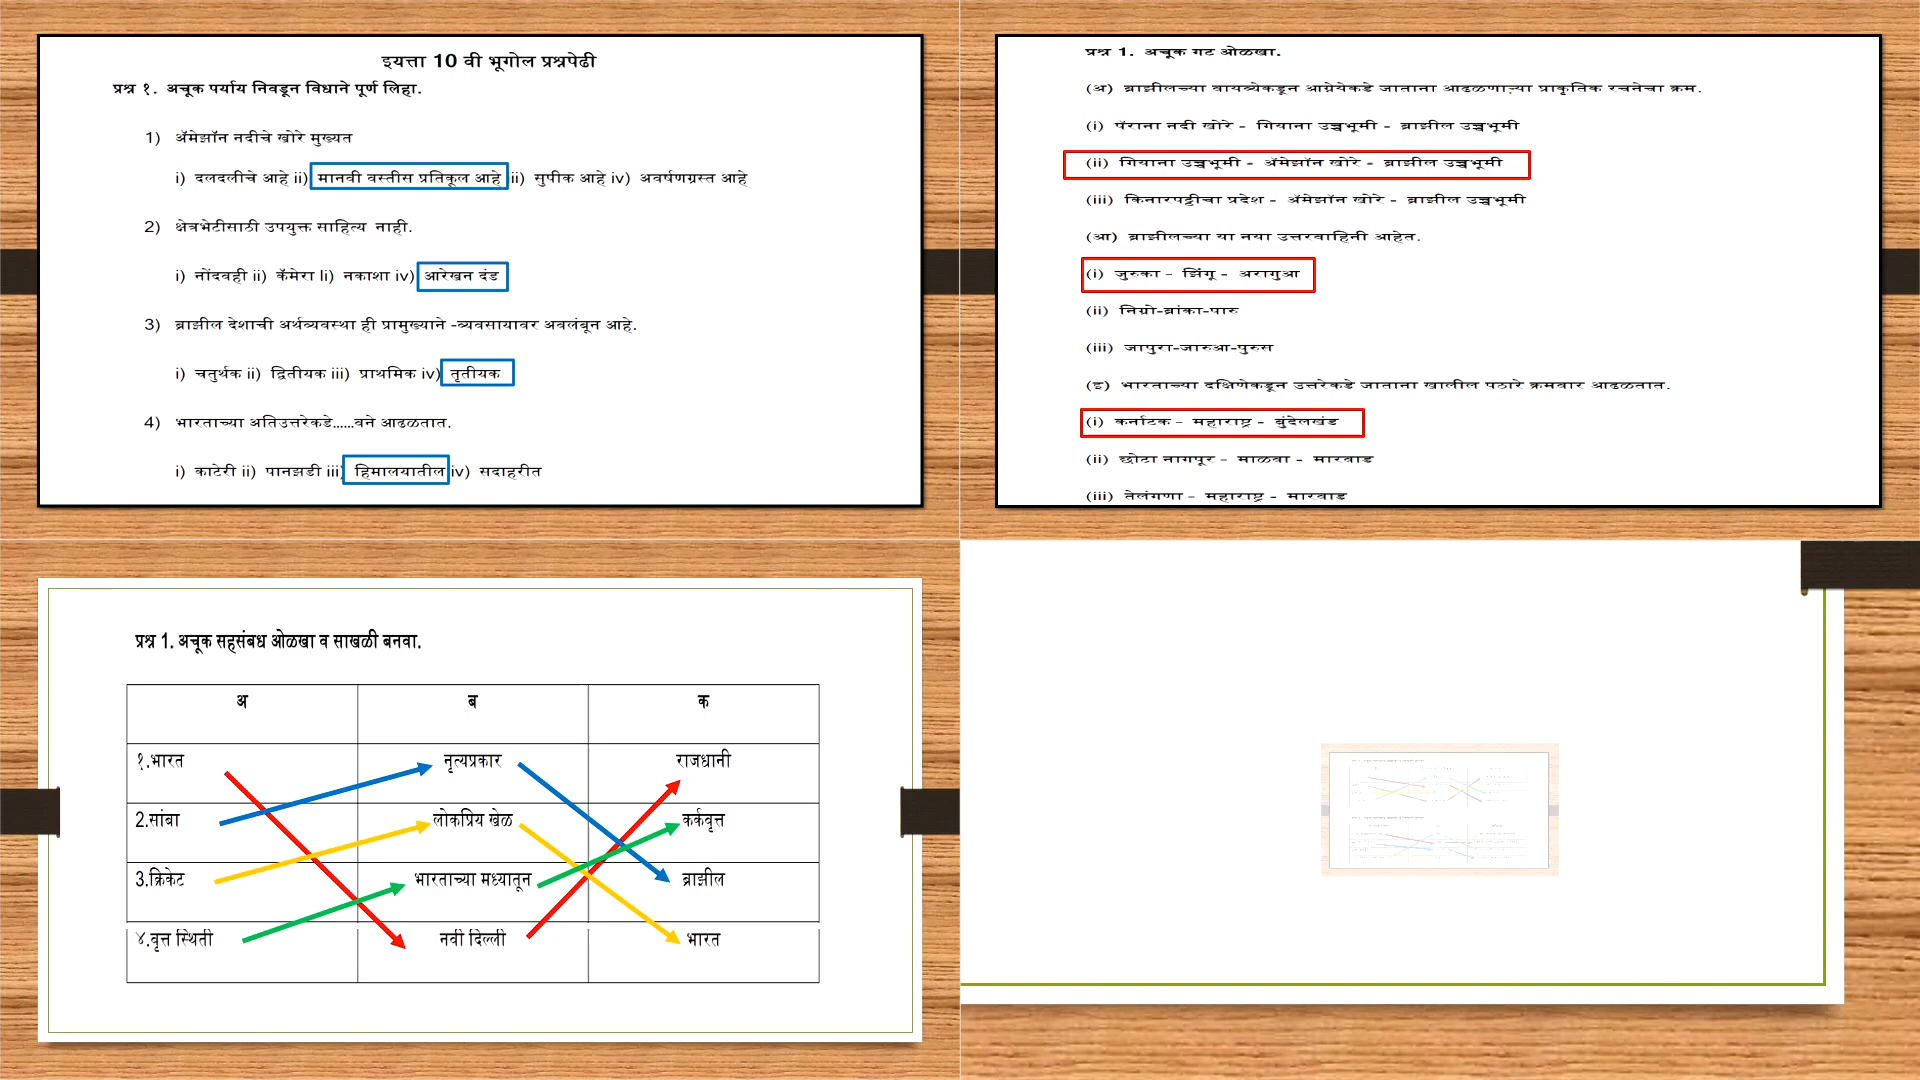 इयत्ता 10 वी भूगोल प्रश्नपेढी
प्रश्न १. अचूक पर्याय निवडून विधाने पूर्ण लिहा.
1) ॲमेझॉन नदीचे खोरे मुख्यत
i) दलदलीचे आहे ii) मानवी वस्तीस प्रतिकूल आहे ii) सुपीक आहे iv) अवर्षणग्रस्त आहे
2) क्षेत्रभेटीसाठी उपयुक्त साहित्य नाही.
i) नोंदवही ii) कॅमेरा li) नकाशा iv) आरेखन दंड
3) ब्राझील देशाची अर्थव्यवस्था ही प्रामुख्याने -व्यवसायावर अवलंबून आहे.
i) चतुर्थक ii) द्वितीयक iii) प्राथमिक iv) तृतीयक
4) भारताच्या अतिउत्तरेकडे......वने आढळतात.
i) काटेरी ii) पानझडी iii) हिमालयातील iv) सदाहरीत
प्रश्न 1. अचूक गट ओळखा.
(अ) ब्राझीलच्या वायव्येकडून आग्नेयेकडे जाताना आढळणाऱ्या प्राकृतिक रचनेचा क्रम.
(i) पॅराना नदी खोरे - गियाना उच्चभूमी - ब्राझील उच्चभूमी
(ii) गियाना उच्चभूमी - ॲमेझॉन खोरे - ब्राझील उच्चभूमी
(iii) किनारपट्टीचा प्रदेश - ॲमेझॉन खोरे - ब्राझील उच्चभूमी
(आ) ब्राझीलच्या या नद्या उत्तरवाहिनी आहेत.
(i) जुरुका - झिंगू - अरागुआ
(ii) निग्रो-ब्रांका-पारु
(iii) जापुरा-जारुआ-पुरुस
(इ) भारताच्या दक्षिणेकडून उत्तरेकडे जाताना खालील पठारे क्रमवार आढळतात.
(i) कर्नाटक - महाराष्ट्र - बुंदेलखंड
(ii) छोटा नागपूर - माळवा - मारवाड
(iii) तेलंगणा - महाराष्ट्र - मारवाड
प्रश्न 1. अचूक सहसंबध ओळखा व साखळी बनवा.
अ ब क
१.भारत नृत्यप्रकार राजधानी
2.सांबा लोकप्रिय खेळ कर्कवृत्त
3.क्रिकेट भारताच्या मध्यातून ब्राझील
४.वृत्त स्थिती नवी दिल्ली भारत